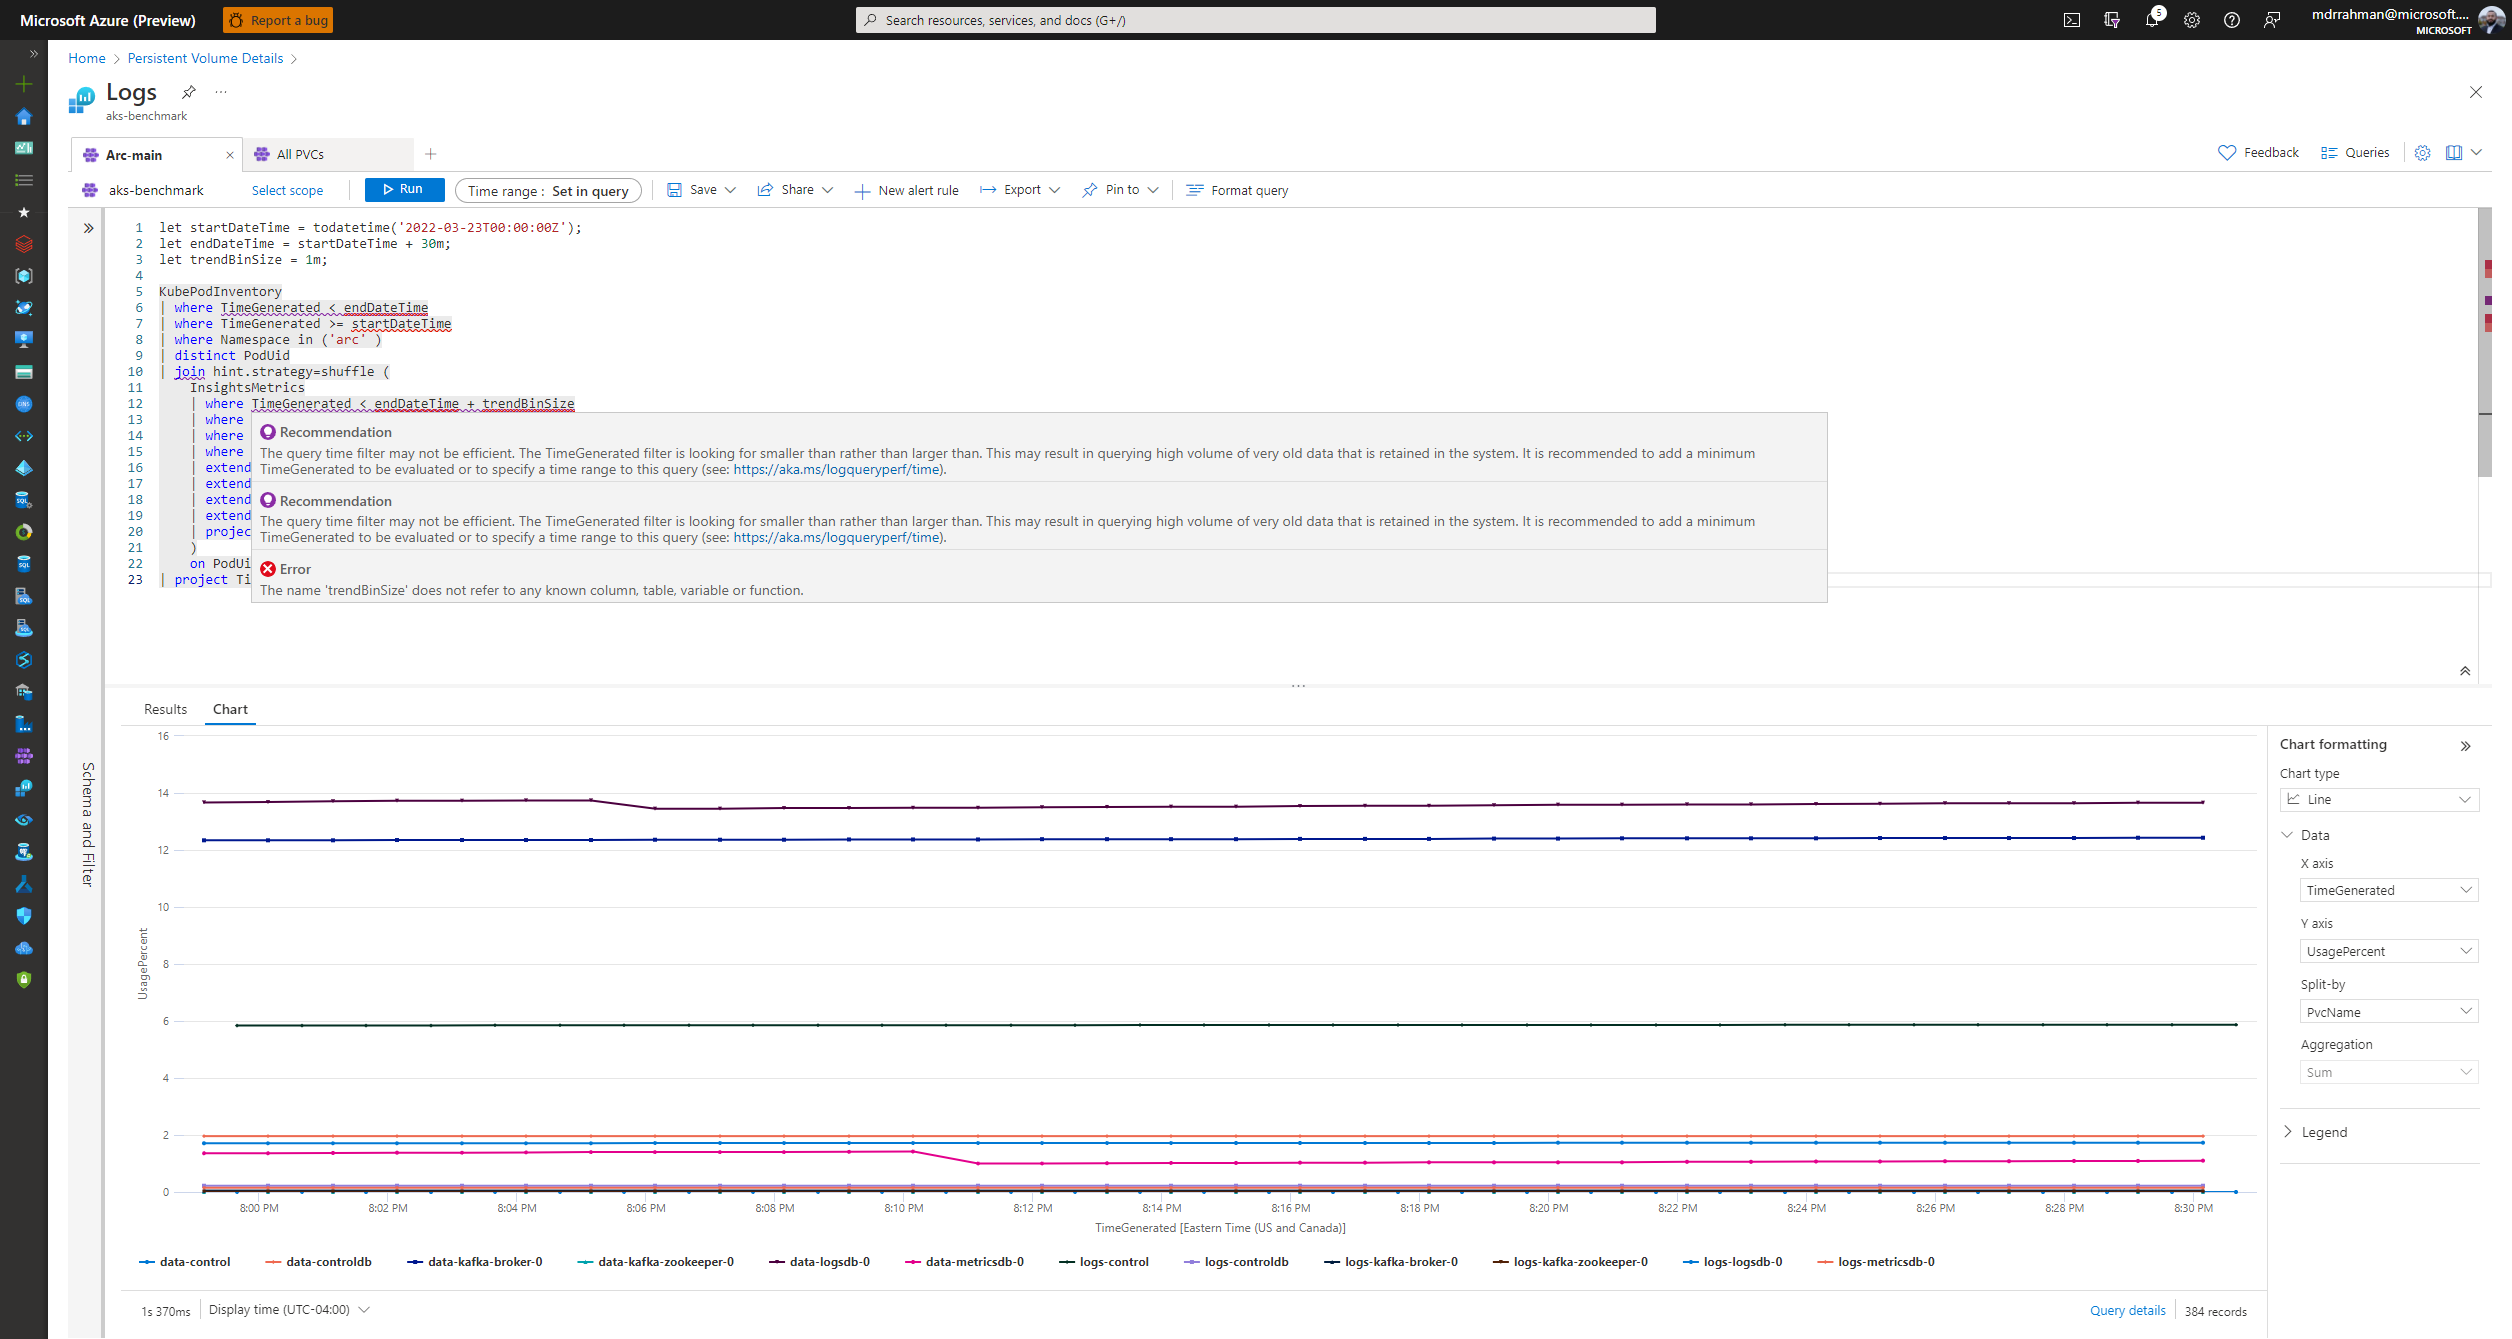 Microsoft Azure (Preview)
Report a bug
Search resources, services, and docs (G+/)
5
mdrrahman@microsoft....
MICROSOFT
Home > Persistent Volume Details >
Logs
...
aks-benchmark
Arc-main
All PVCs
Feedback
Queries
aks-benchmark
Select scope
Run
Time range : Set in query
Save
Share
New alert rule
Export
Pin to
Format query
1 let startDateTime = todatetime('2022-03-23T00:00:00Z');
2 let endDateTime = startDateTime + 30m;
3 let trendBinSize = 1m;
4
5 KubePodInventory
6 | where TimeGenerated < endDateTime
7 | where TimeGenerated >= startDateTime
8 | where Namespace in ('arc' )
9 | distinct PodUid
10 | join hint.strategy=shuffle (
11 InsightsMetrics
12 | where TimeGenerated < endDateTime + trendBinSize
13 | where
14 | where
15 | where
16 | extend
17 | extend
18 | extend
19 | extend
20 | projec
21 )
22 on PodUi
23 | project Ti
Recommendation
The query time filter may not be efficient. The TimeGenerated filter is looking for smaller than rather than larger than. This may result in querying high volume of very old data that is retained in the system. It is recommended to add a minimum
TimeGenerated to be evaluated or to specify a time range to this query (see: https://aka.ms/logqueryperf/time).
Recommendation
The query time filter may not be efficient. The TimeGenerated filter is looking for smaller than rather than larger than. This may result in querying high volume of very old data that is retained in the system. It is recommended to add a minimum
TimeGenerated to be evaluated or to specify a time range to this query (see: https://aka.ms/logqueryperf/time).
Error
The name 'trendBinSize' does not refer to any known column, table, variable or function.
Schema and Filter
Results
Chart
16
14
12
10
8
6
4
2
0
UsagePercent
8:00 PM
8:02 PM
8:04 PM
8:06 PM
8:08 PM
8:10 PM
8:12 PM
8:14 PM
8:16 PM
8:18 PM
8:20 PM
8:22 PM
8:24 PM
8:26 PM
8:28 PM
8:30 PM
TimeGenerated [Eastern Time (US and Canada)]
data-control
data-controldb
data-kafka-broker-0
data-kafka-zookeeper-0
data-logsdb-0
data-metricsdb-0
logs-control
logs-controldb
logs-kafka-broker-0
logs-kafka-zookeeper-0
logs-logsdb-0
logs-metricsdb-0
1s 370ms
Display time (UTC-04:00)
Query details
384 records
Chart formatting
Chart type
Line
Data
X axis
TimeGenerated
Y axis
UsagePercent
Split-by
PvcName
Aggregation
Sum
Legend